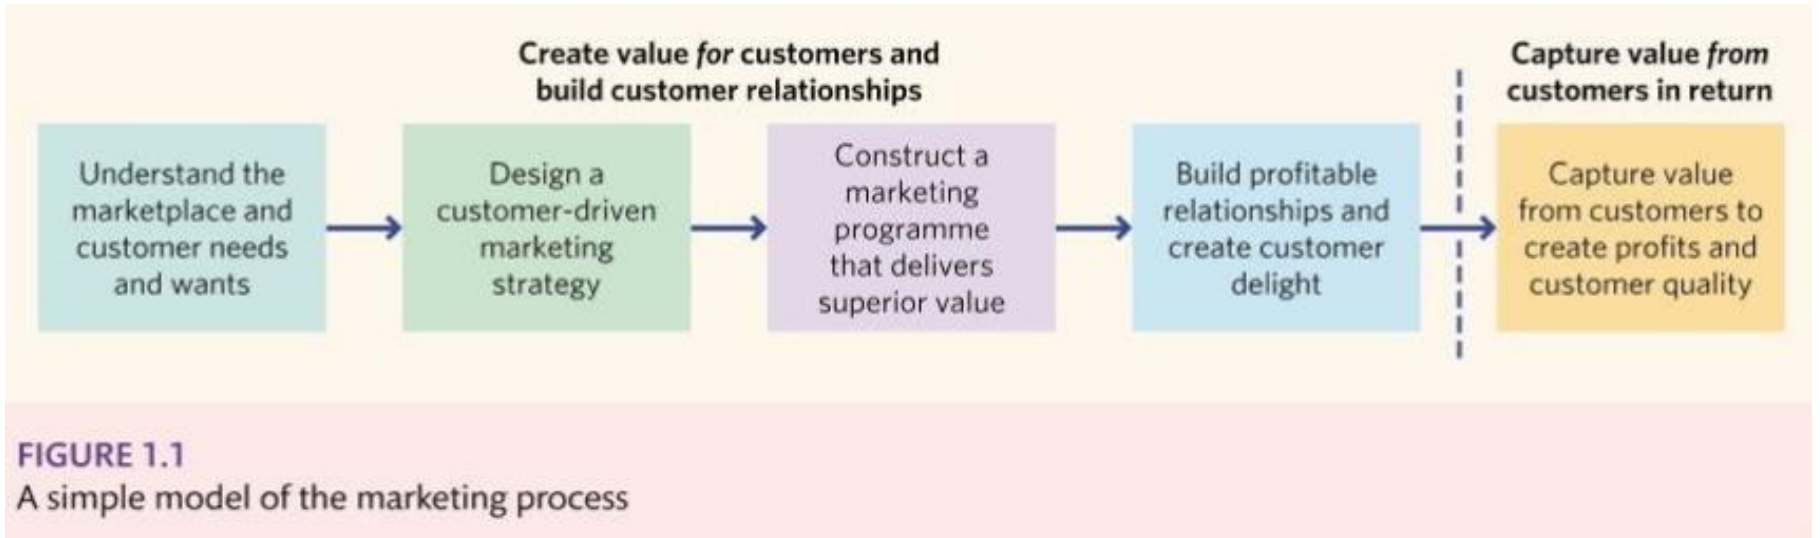 Create value for customers and
build customer relationships
Capture value from
customers in return
Understand the
marketplace and
customer needs
and wants
Design a
customer-driven
marketing
strategy
Construct a
marketing
programme
that delivers
superior value
Build profitable
relationships and
create customer
delight
Capture value
from customers to
create profits and
customer quality
FIGURE 1.1
A simple model of the marketing process